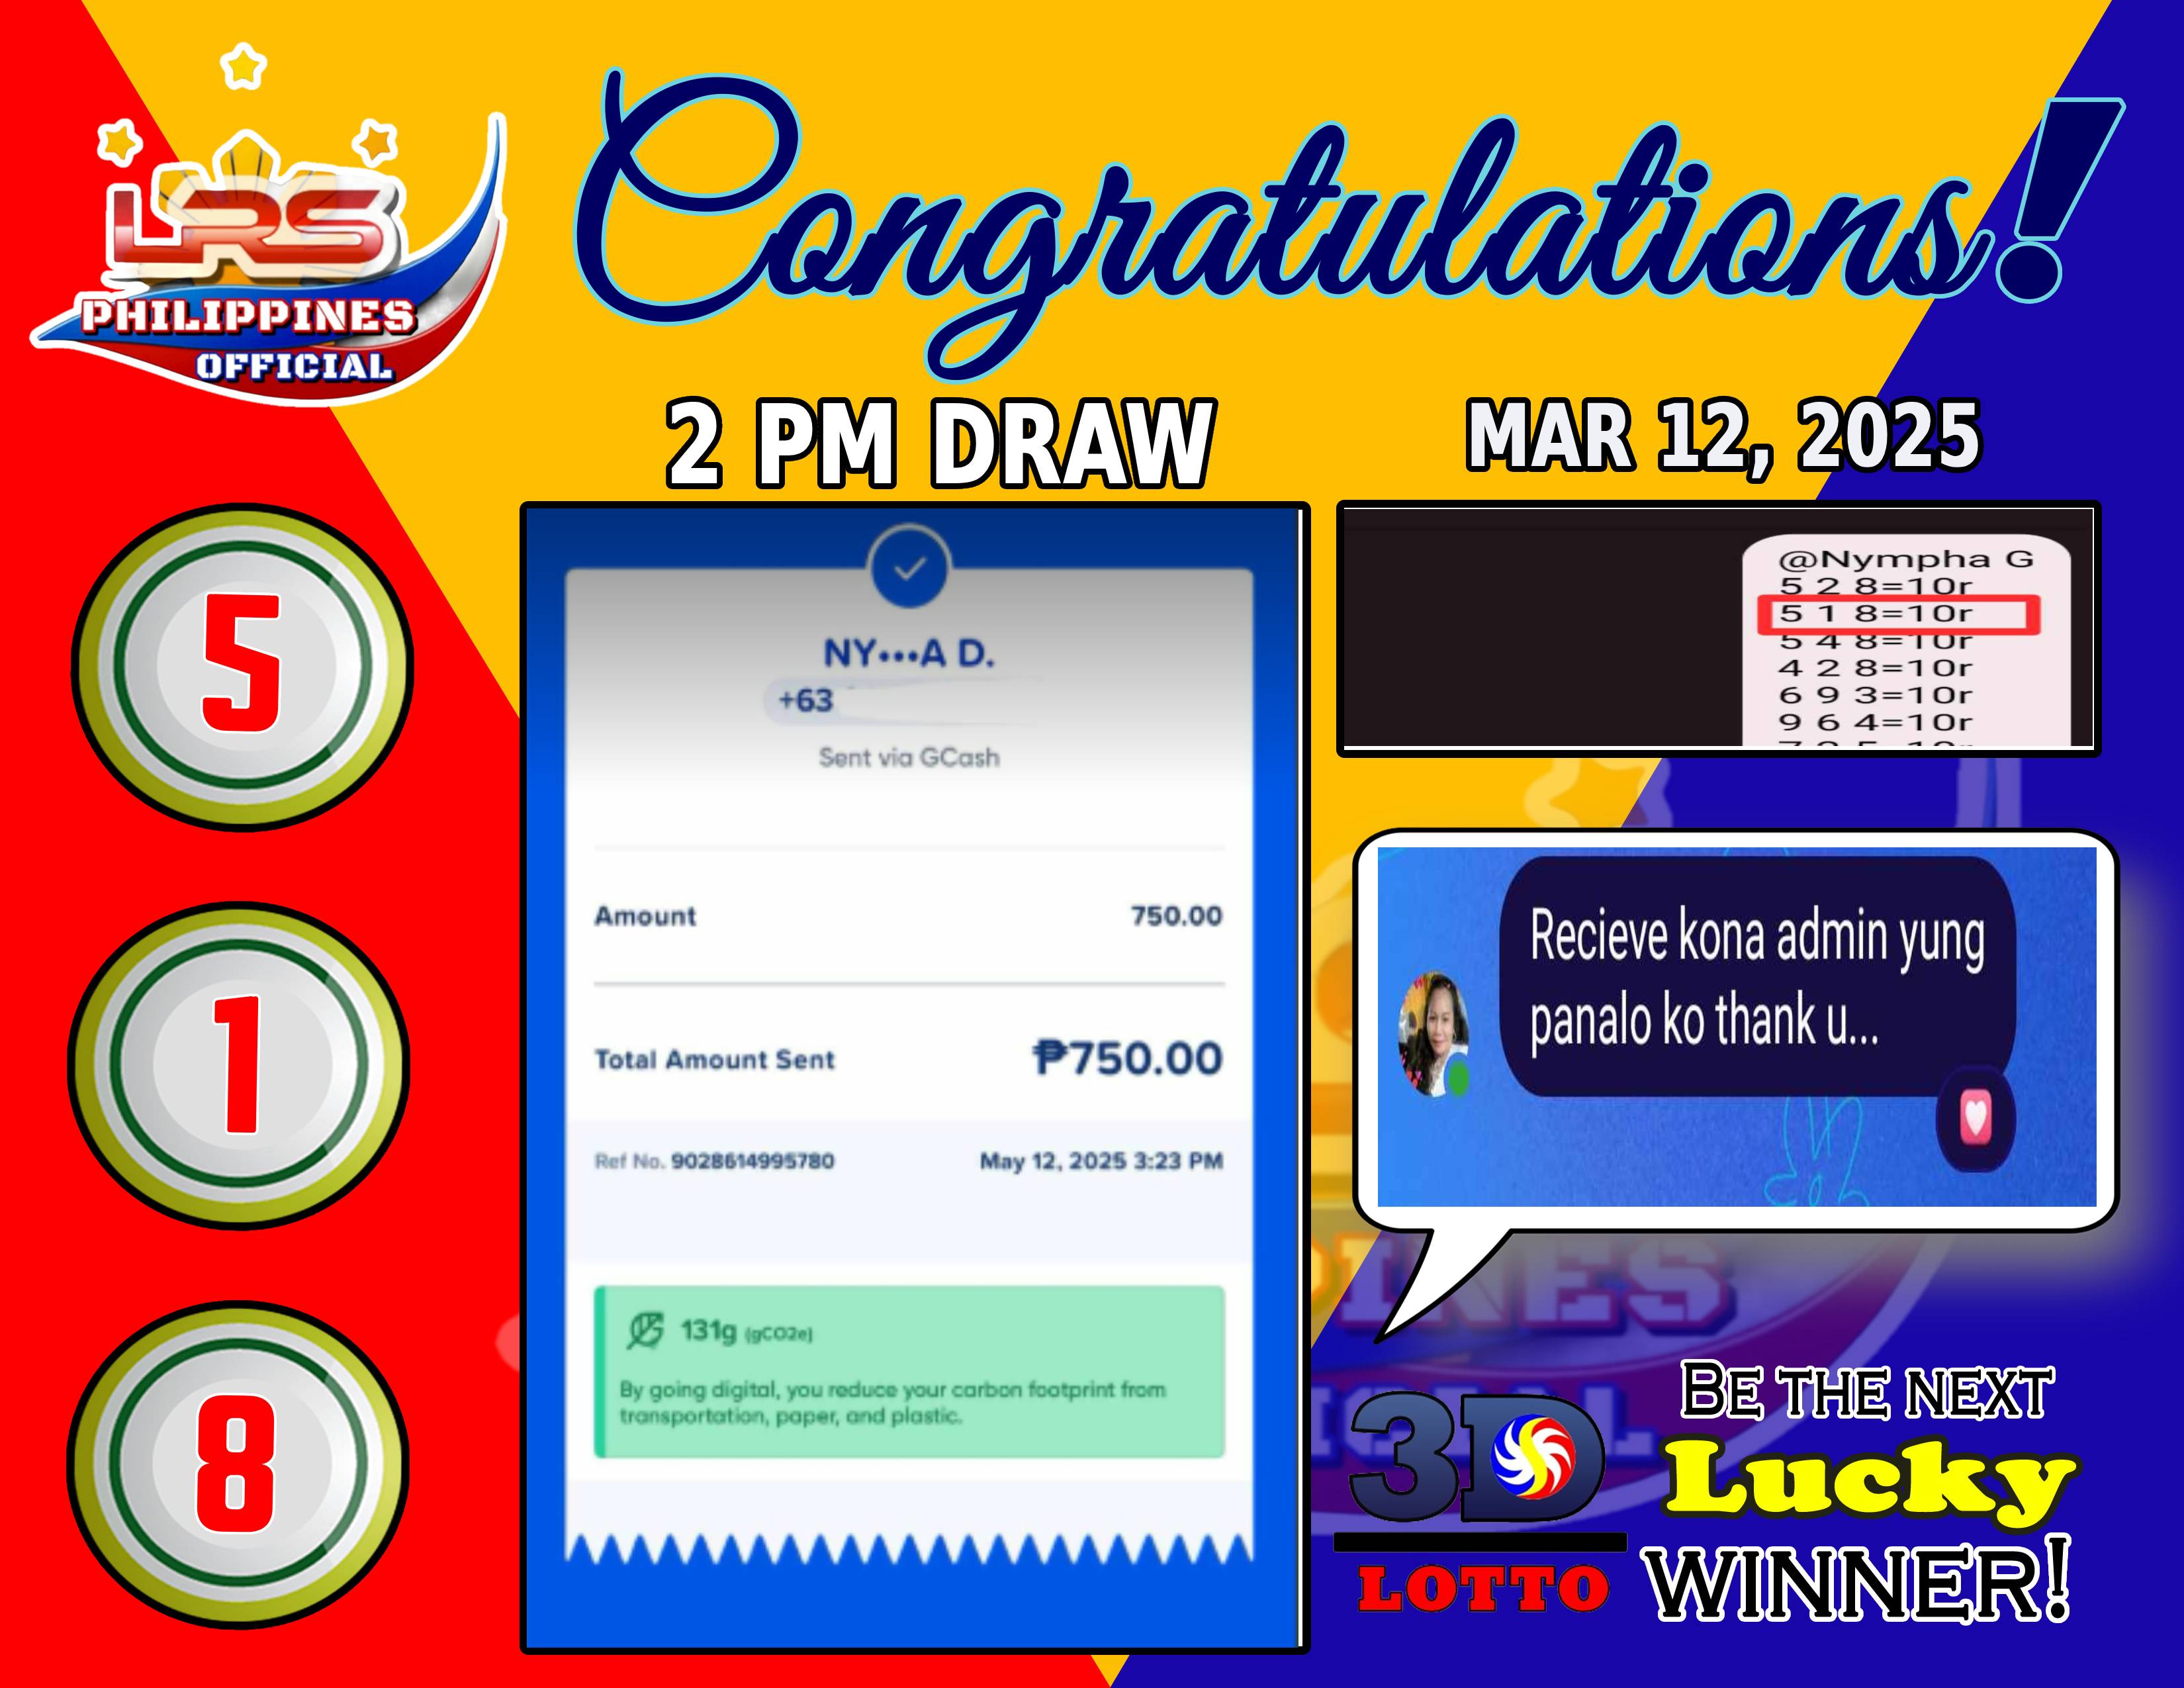 LRS
PHILIPPINES
OFFICIAL
Congratulations!
2 PM DRAW
MAR 12, 2025
5
1
8
NY•••A D.
+63
Sent via GCash
Amount 750.00
Total Amount Sent ₱750.00
Ref No. 9028614995780 May 12, 2025 3:23 PM
131g (gCO2e)
By going digital, you reduce your carbon footprint from
transportation, paper, and plastic.
@Nympha G
5 2 8=10r
5 1 8=10r
5 4 8=10r
4 2 8=10r
6 9 3=10r
9 6 4=10r
Recieve kona admin yung
panalo ko thank u...
3D
LOTTO
BE THE NEXT
Lucky
WINNER!